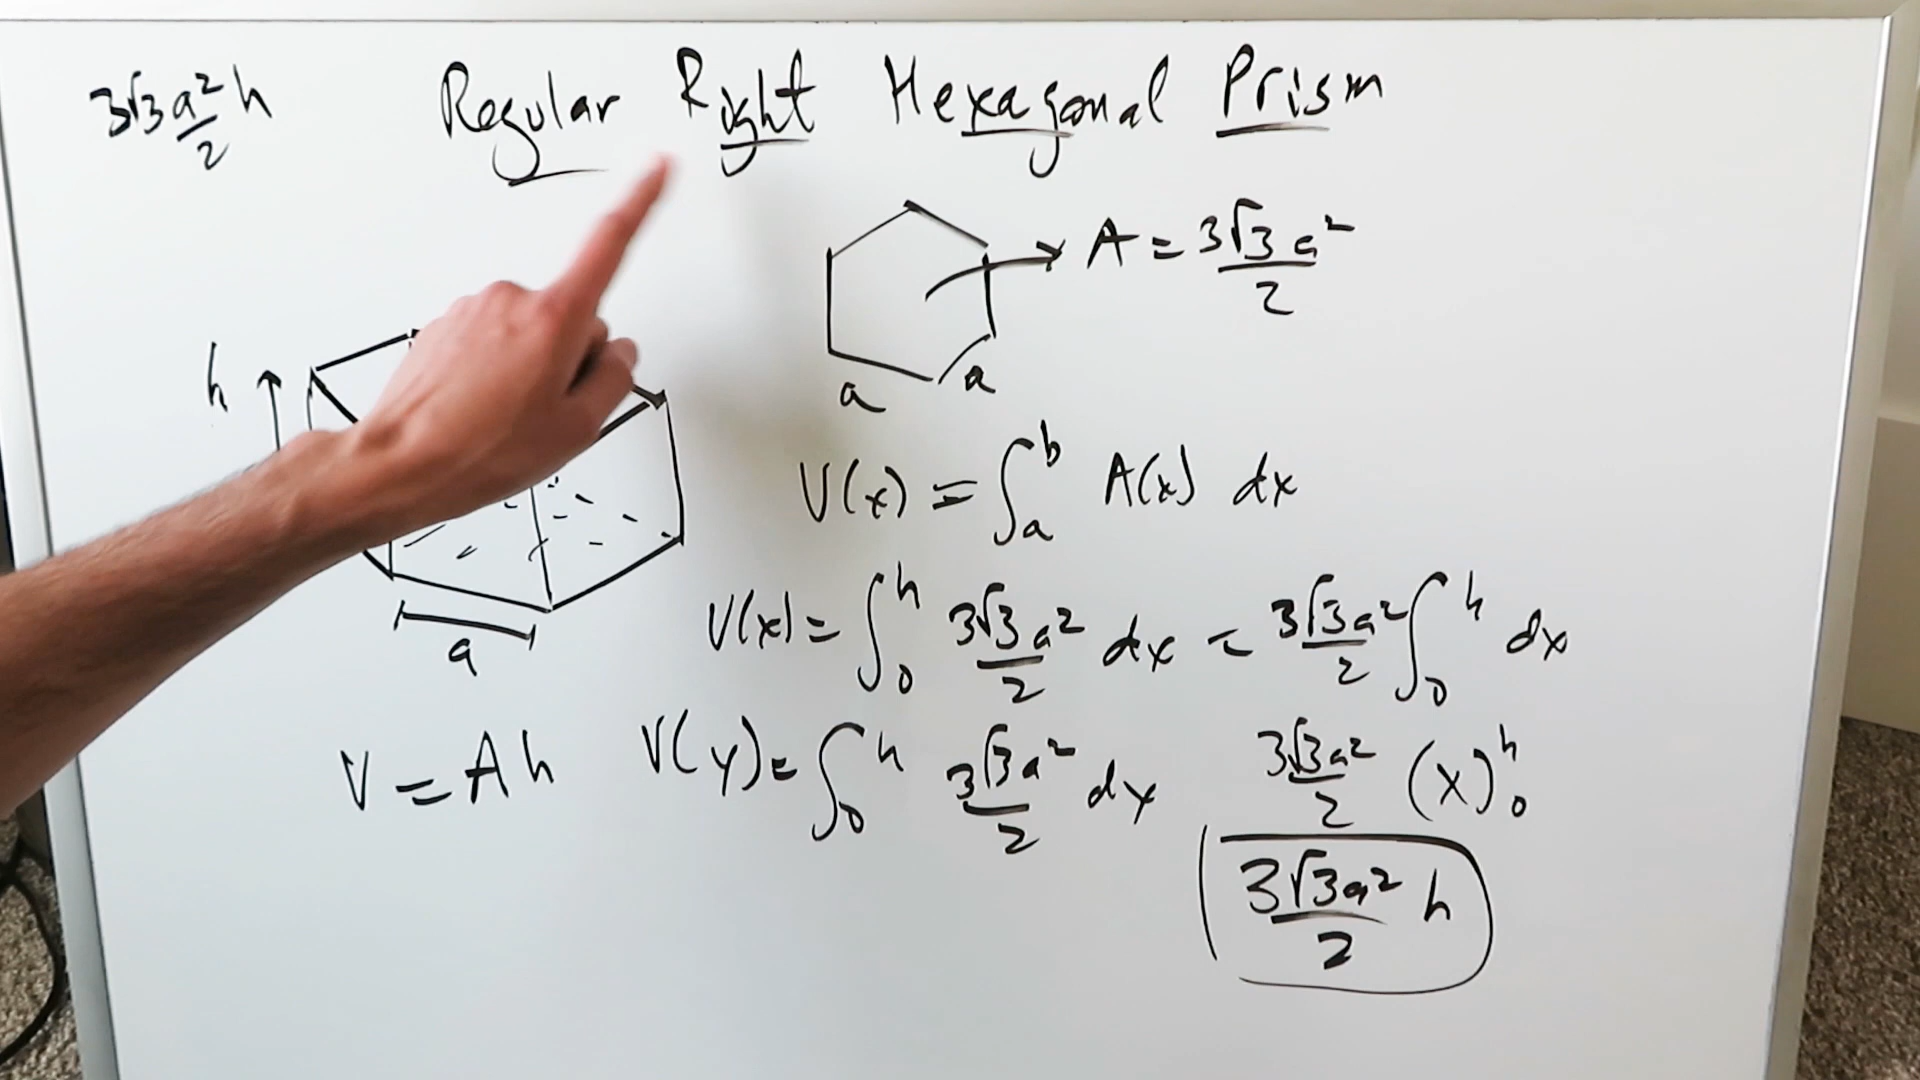 3√3a²/2 h
Regular Right Hexagonal Prism
A = 3√3a²/2
h
a a
V(x) = ∫_a^b A(x) dx
V(x) = ∫_0^h 3√3a²/2 dx = 3√3a²/2 ∫_0^h dx
a
V = Ah
V(y) = ∫_0^h 3√3a²/2 dy
3√3a²/2 (x)_0^h
3√3a²/2 h